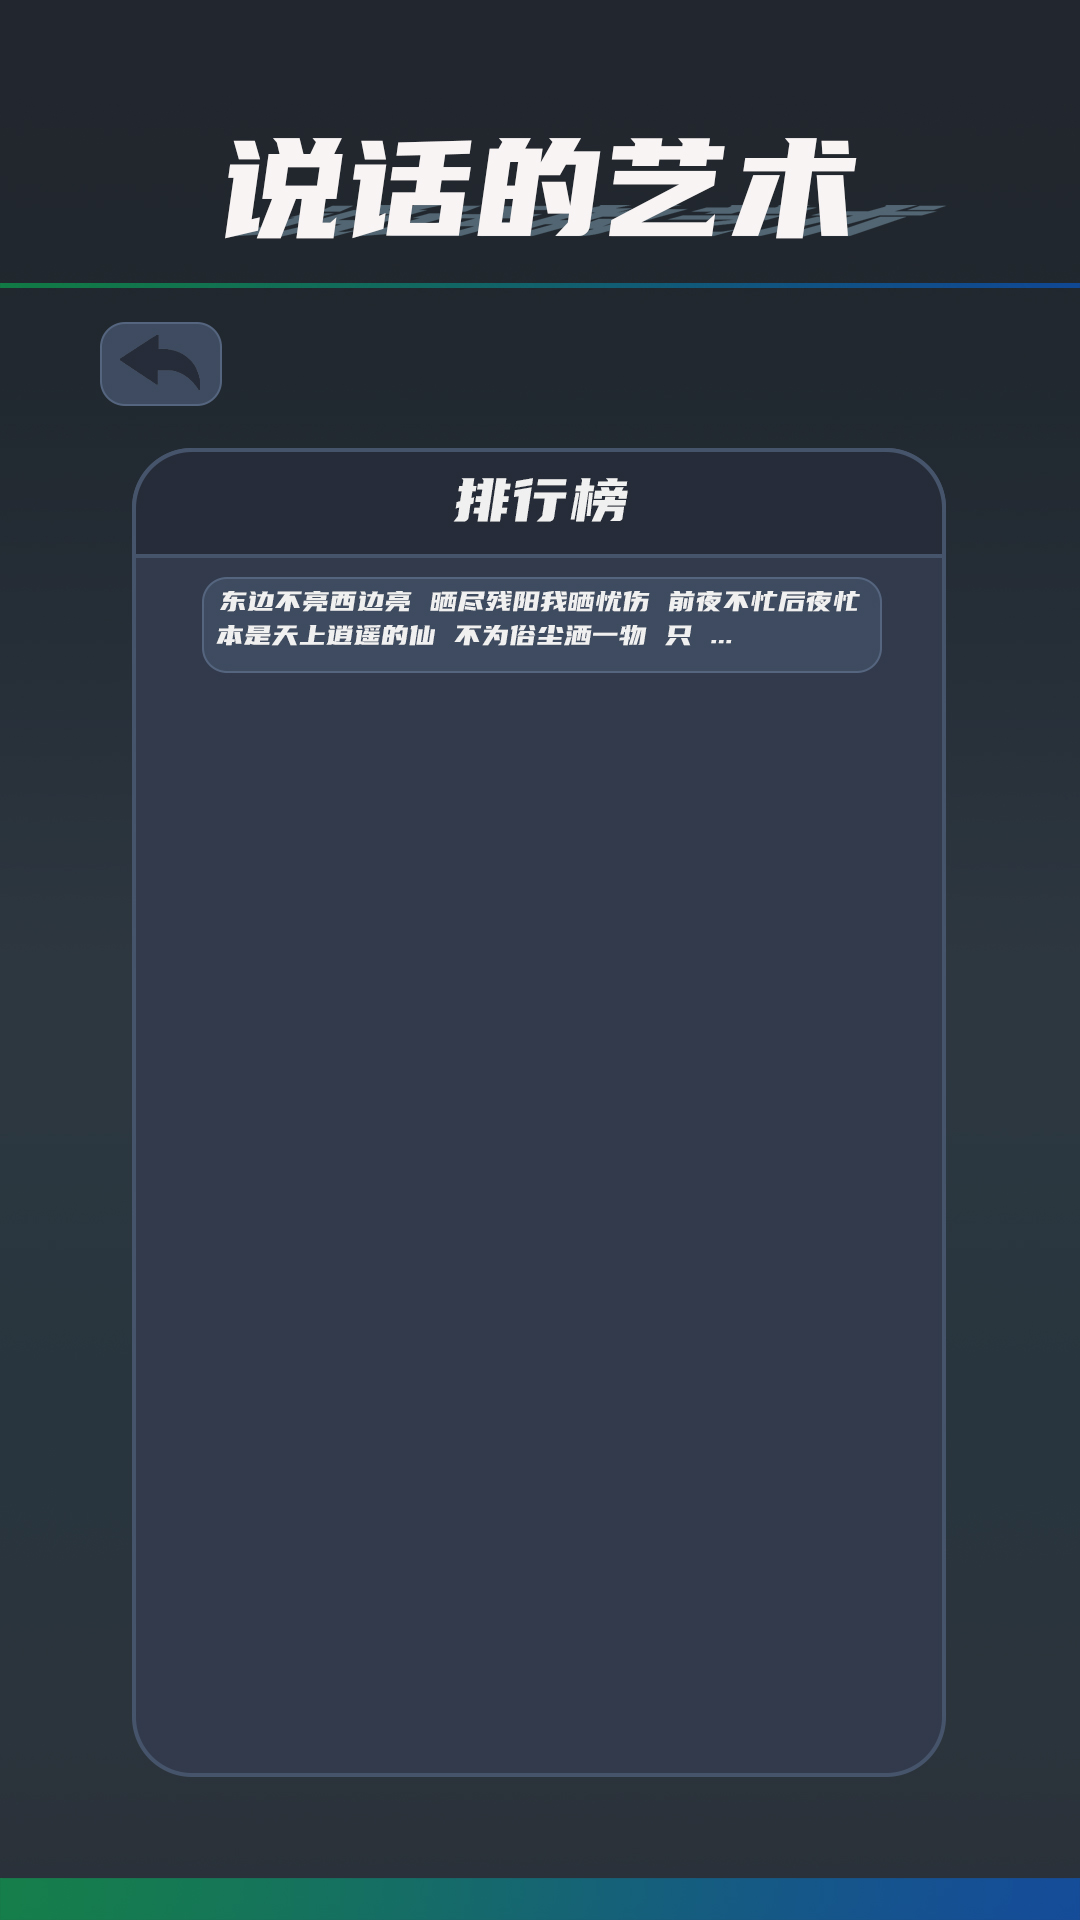 说话的艺术
排行榜
东边不亮西边亮 晒尽残阳我晒忧伤 前夜不忙后夜忙
本是天上逍遥的仙 不为俗尘洒一物 只 ...